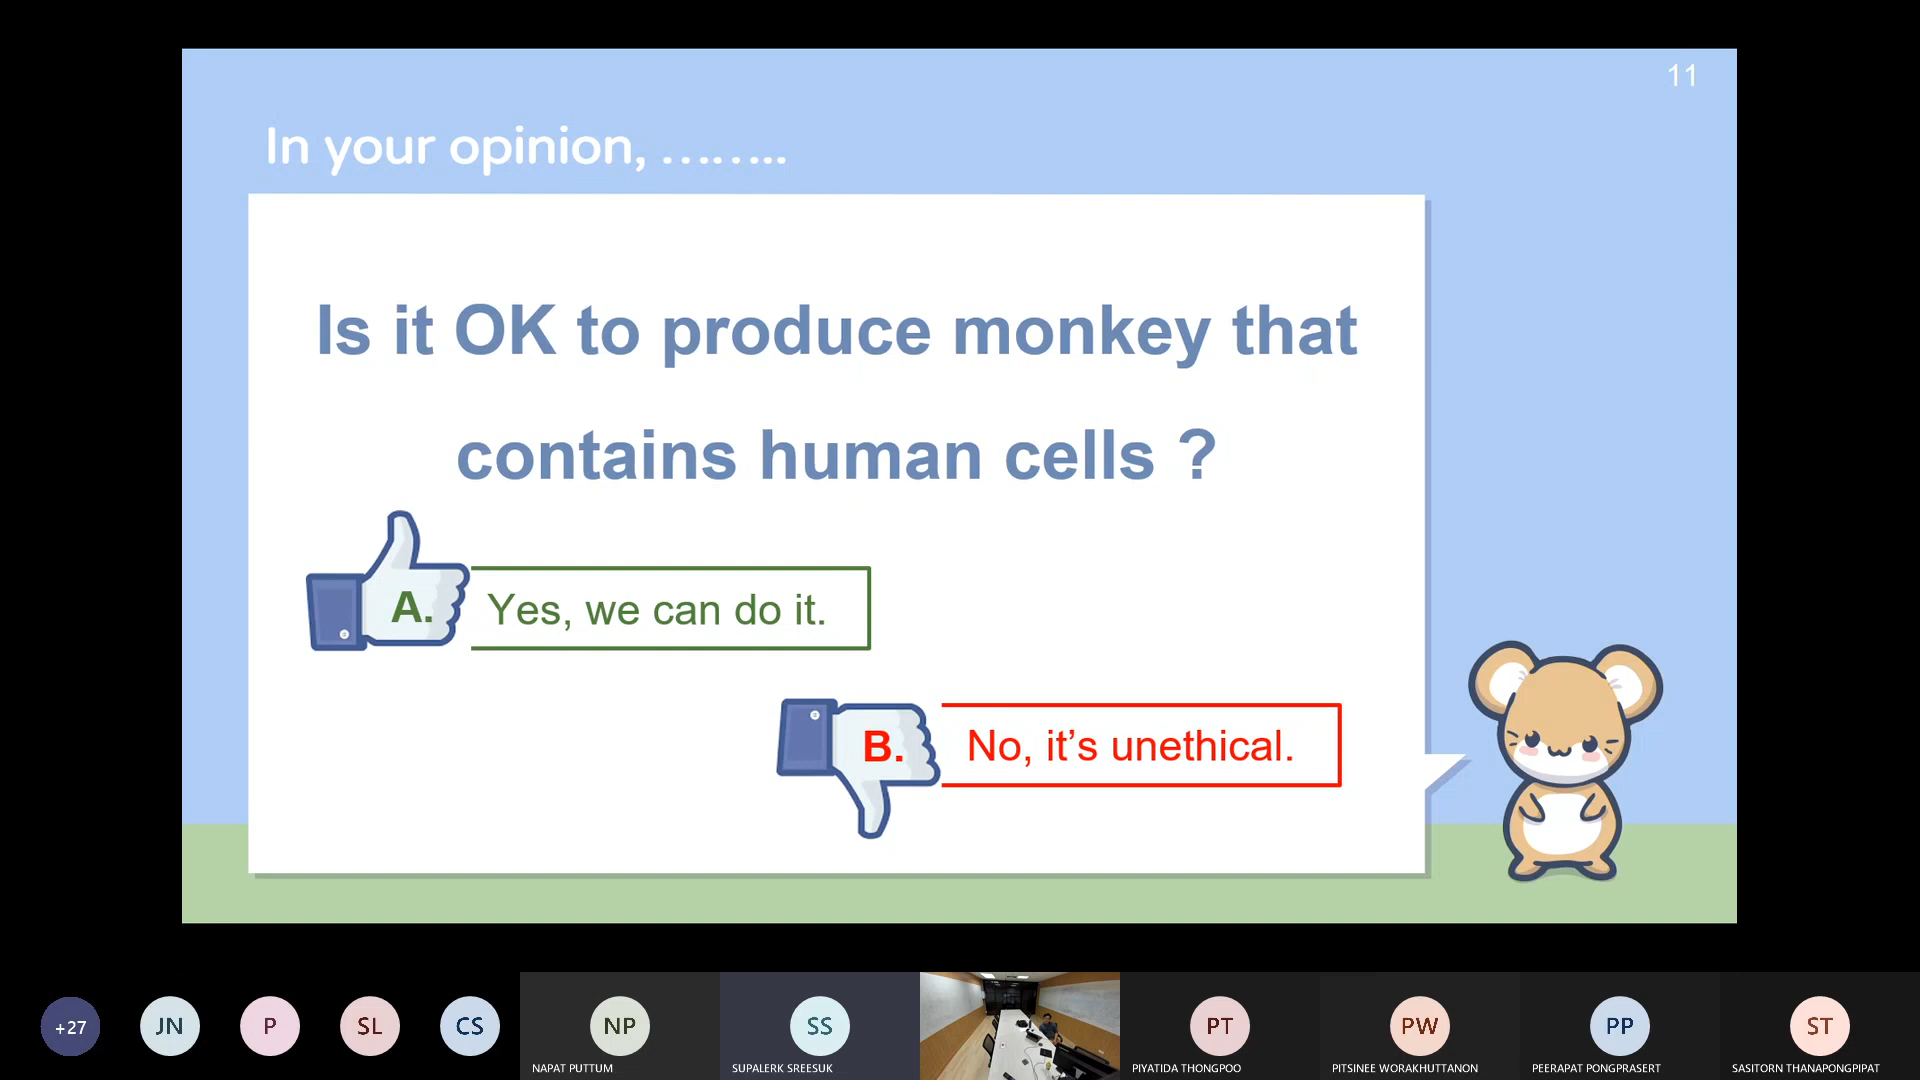 11
In your opinion, ……..
Is it OK to produce monkey that
contains human cells ?
A. Yes, we can do it.
B. No, it’s unethical.
+27
JN
P
SL
CS
NP
NAPAT PUTTUM
SS
SUPALERK SREESUK
PT
PIYATIDA THONGPOO
PW
PITSINEE WORAKHUTTANON
PP
PEERAPAT PONGPRASERT
ST
SASITORN THANAPONGPIPAT